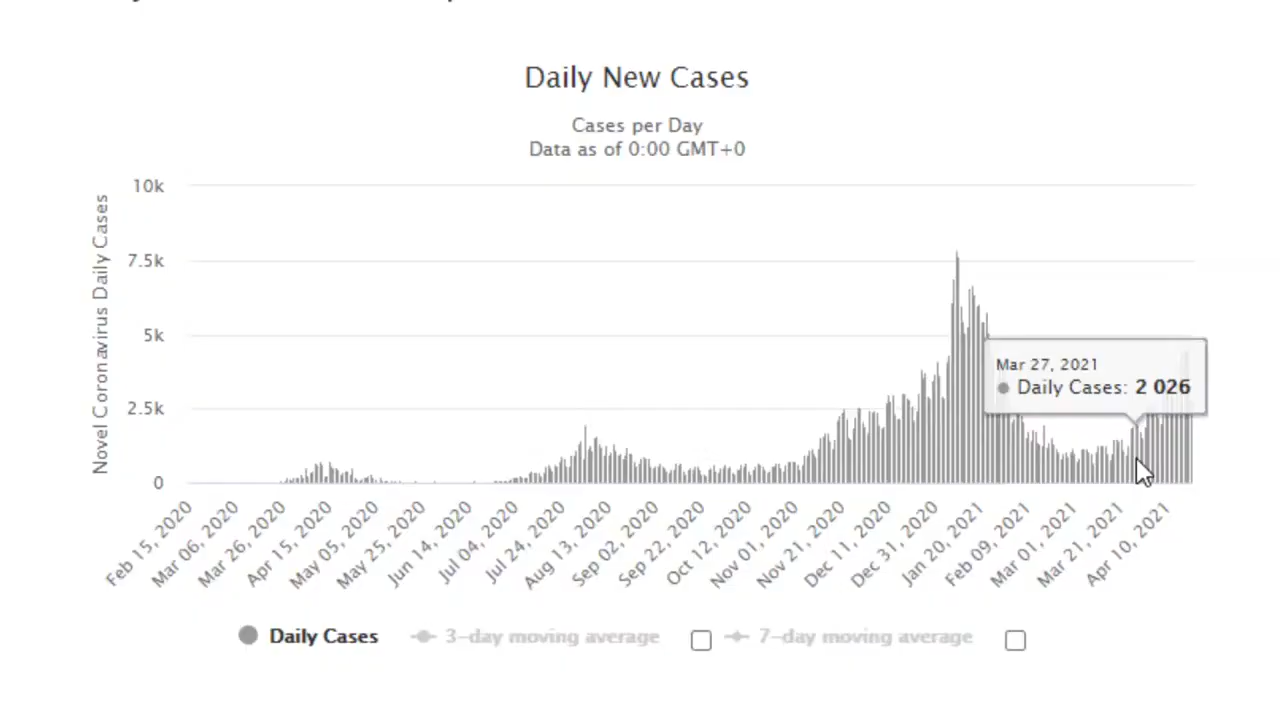 Daily New Cases
Cases per Day
Data as of 0:00 GMT+0
Novel Coronavirus Daily Cases
10k
7.5k
5k
2.5k
0
Mar 27, 2021
Daily Cases: 2 026
Feb 15, 2020
Mar 06, 2020
Mar 26, 2020
Apr 15, 2020
May 05, 2020
May 25, 2020
Jun 14, 2020
Jul 04, 2020
Jul 24, 2020
Aug 13, 2020
Sep 02, 2020
Sep 22, 2020
Oct 12, 2020
Nov 01, 2020
Nov 21, 2020
Dec 11, 2020
Dec 31, 2020
Jan 20, 2021
Feb 09, 2021
Mar 01, 2021
Mar 21, 2021
Apr 10, 2021
Daily Cases 3-day moving average 7-day moving average